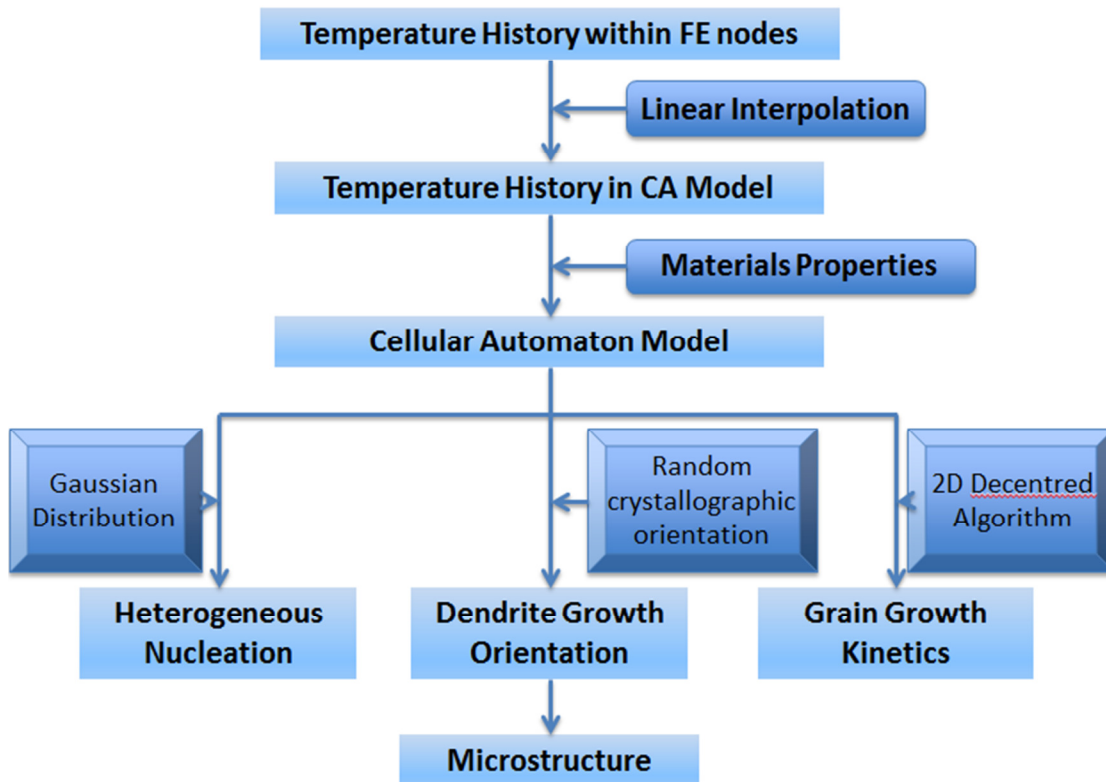 Temperature History within FE nodes
Linear Interpolation
Temperature History in CA Model
Materials Properties
Cellular Automaton Model
Gaussian
Distribution
Random
crystallographic
orientation
2D Decentred
Algorithm
Heterogeneous
Nucleation
Dendrite Growth
Orientation
Grain Growth
Kinetics
Microstructure